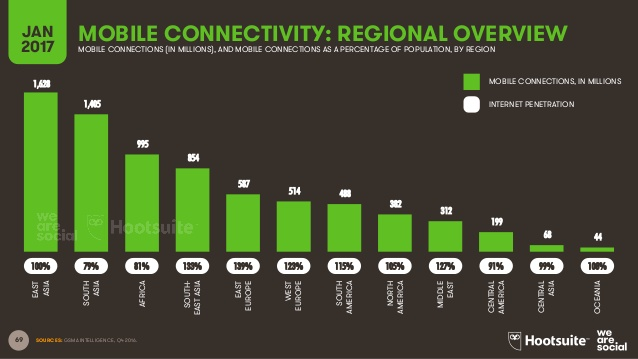 JAN
2017
MOBILE CONNECTIVITY: REGIONAL OVERVIEW
MOBILE CONNECTIONS (IN MILLIONS), AND MOBILE CONNECTIONS AS A PERCENTAGE OF POPULATION, BY REGION
MOBILE CONNECTIONS, IN MILLIONS
INTERNET PENETRATION
1,638
1,405
995
854
587
514
488
382
312
199
68
44
we
are
social
Hootsuite
100%
79%
81%
133%
139%
123%
115%
105%
127%
91%
99%
108%
EAST
ASIA
SOUTH
ASIA
AFRICA
SOUTH-
EAST ASIA
EAST
EUROPE
WEST
EUROPE
SOUTH
AMERICA
NORTH
AMERICA
MIDDLE
EAST
CENTRAL
AMERICA
CENTRAL
ASIA
OCEANIA
69
SOURCES: GSMA INTELLIGENCE, Q4 2016.
Hootsuite™
we
are
social